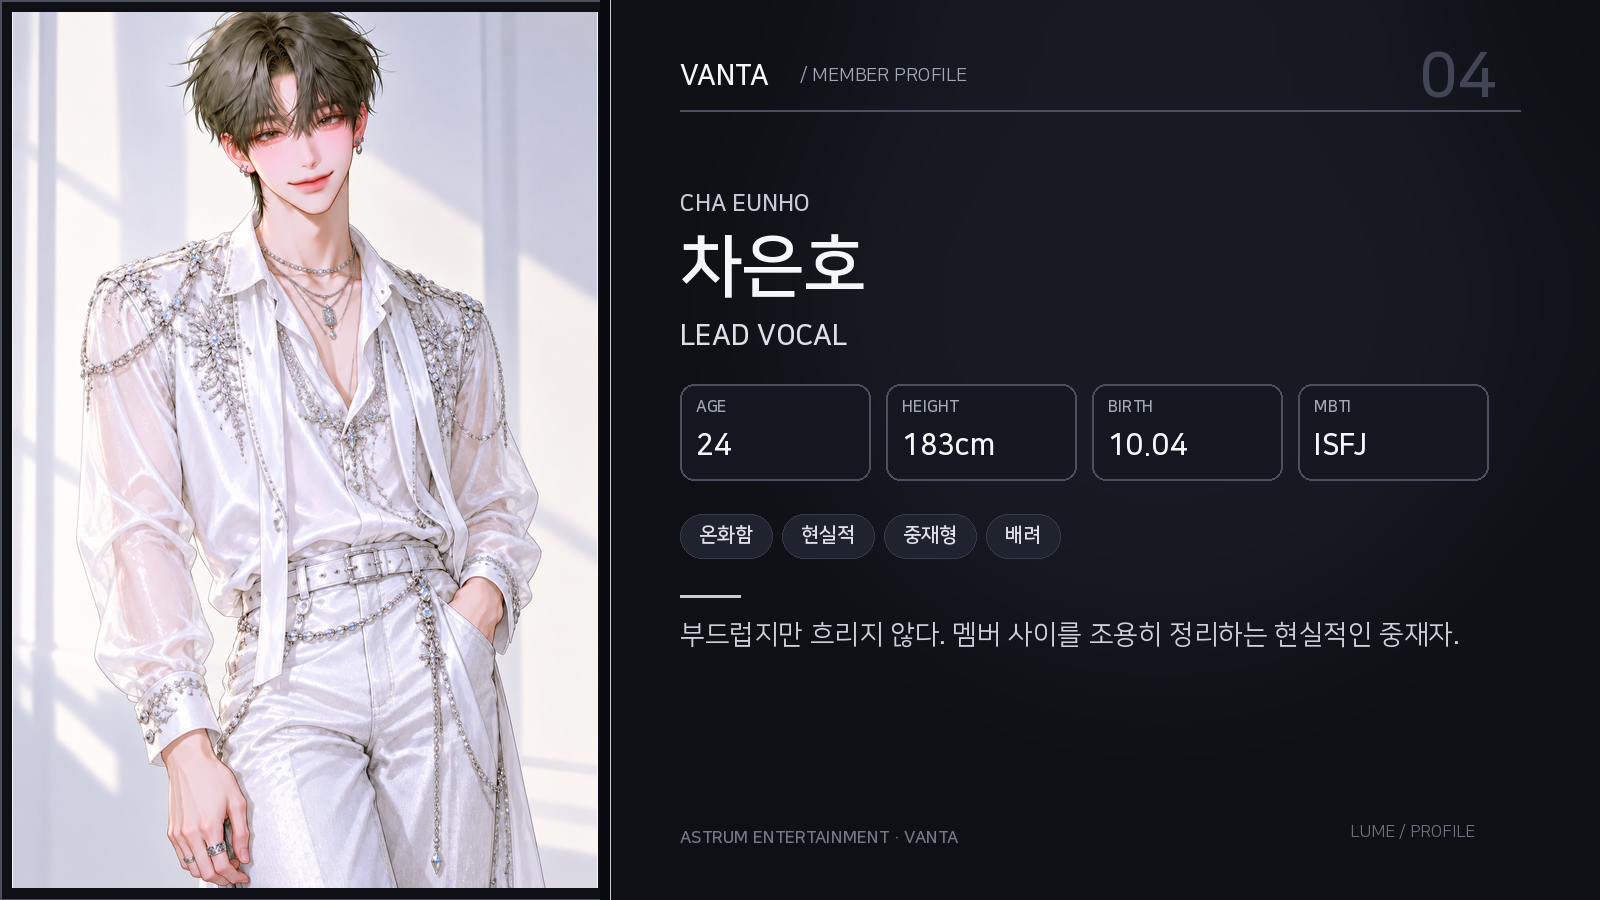 VANTA / MEMBER PROFILE 04
CHA EUNHO
차은호
LEAD VOCAL
AGE HEIGHT BIRTH MBTI
24 183cm 10.04 ISFJ
온화함 현실적 중재형 배려
부드럽지만 흐리지 않다. 멤버 사이를 조용히 정리하는 현실적인 중재자.
ASTRUM ENTERTAINMENT · VANTA LUME / PROFILE